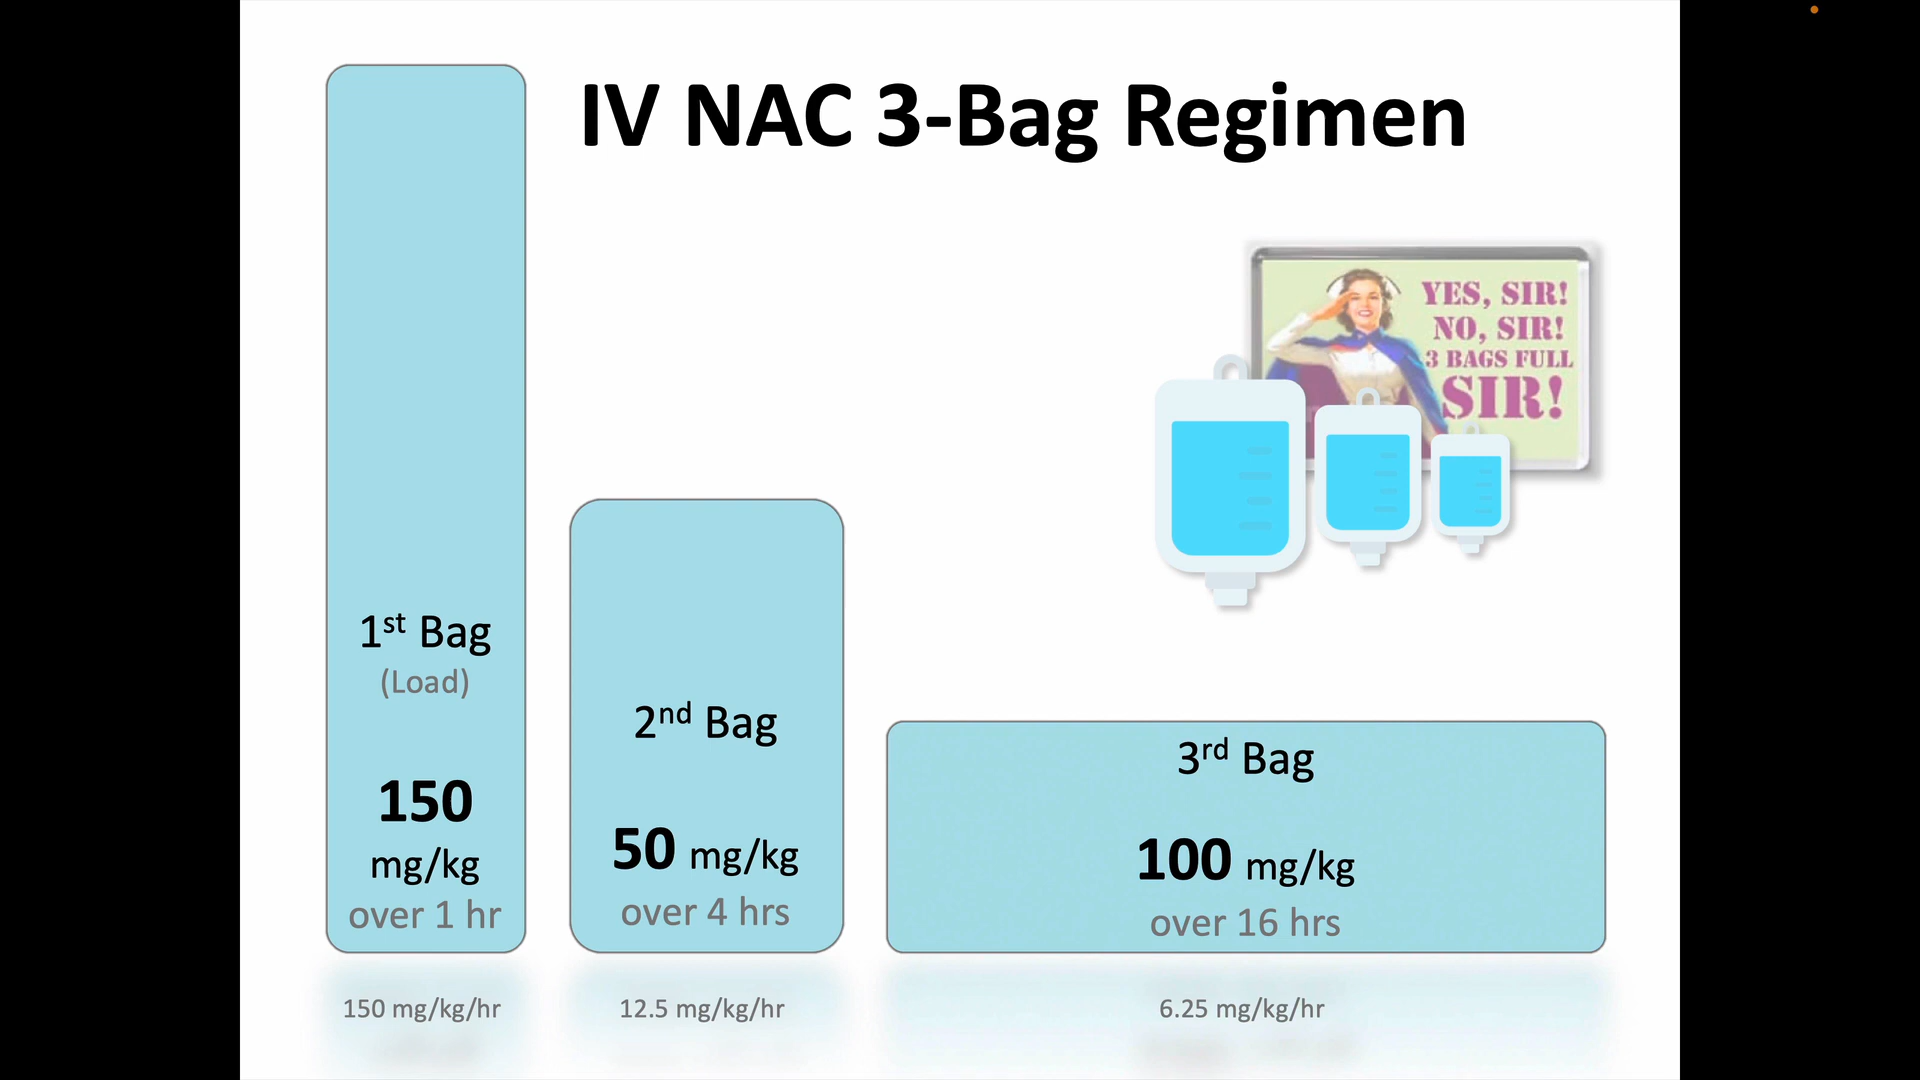 IV NAC 3-Bag Regimen
YES, SIR!
NO, SIR!
3 BAGS FULL
SIR!
1st Bag
(Load)
150
mg/kg
over 1 hr
150 mg/kg/hr
2nd Bag
50 mg/kg
over 4 hrs
12.5 mg/kg/hr
3rd Bag
100 mg/kg
over 16 hrs
6.25 mg/kg/hr